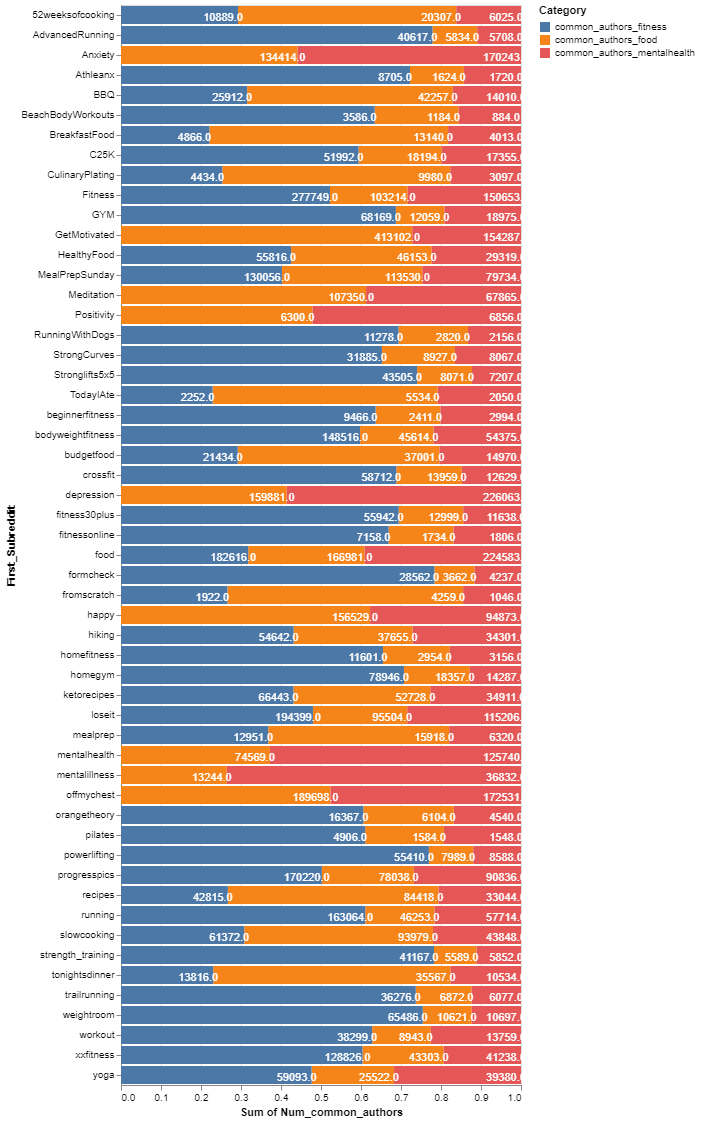 Category
common_authors_fitness
common_authors_food
common_authors_mentalhealth
First_Subreddit
52weeksofcooking 10889.0 20307.0 6025.0
AdvancedRunning 40617.0 5834.0 5708.0
Anxiety 134414.0 170243.
Athleanx 8705.0 1624.0 1720.0
BBQ 25912.0 42257.0 14010.0
BeachBodyWorkouts 3586.0 1184.0 884.0
BreakfastFood 4866.0 13140.0 4013.0
C25K 51992.0 18194.0 17355.0
CulinaryPlating 4434.0 9980.0 3097.0
Fitness 277749.0 103214.0 150653.
GYM 68169.0 12059.0 18975.0
GetMotivated 413102.0 154287.
HealthyFood 55816.0 46153.0 29319.0
MealPrepSunday 130056.0 113530.0 79734.0
Meditation 107350.0 67865.0
Positivity 6300.0 6856.0
RunningWithDogs 11278.0 2820.0 2156.0
StrongCurves 31885.0 8927.0 8067.0
Stronglifts5x5 43505.0 8071.0 7207.0
TodayIAte 2252.0 5534.0 2050.0
beginnerfitness 9466.0 2411.0 2994.0
bodyweightfitness 148516.0 45614.0 54375.0
budgetfood 21434.0 37001.0 14970.0
crossfit 58712.0 13959.0 12629.0
depression 159881.0 226063.
fitness30plus 55942.0 12999.0 11638.0
fitnessonline 7158.0 1734.0 1806.0
food 182616.0 166981.0 224583.
formcheck 28562.0 3662.0 4237.0
fromscratch 1922.0 4259.0 1046.0
happy 156529.0 94873.0
hiking 54642.0 37655.0 34301.0
homefitness 11601.0 2954.0 3156.0
homegym 78946.0 18357.0 14287.0
ketorecipes 66443.0 52728.0 34911.0
loseit 194399.0 95504.0 115206.
mealprep 12951.0 15918.0 6320.0
mentalhealth 74569.0 125740.
mentalillness 13244.0 36832.0
offmychest 189698.0 172531.
orangetheory 16367.0 6104.0 4540.0
pilates 4906.0 1584.0 1548.0
powerlifting 55410.0 7989.0 8588.0
progresspics 170220.0 78038.0 90836.0
recipes 42815.0 84418.0 33044.0
running 163064.0 46253.0 57714.0
slowcooking 61372.0 93979.0 43848.0
strength_training 41167.0 5589.0 5852.0
tonightsdinner 13816.0 35567.0 10534.0
trailrunning 36276.0 6872.0 6077.0
weightroom 65486.0 10621.0 10697.0
workout 38299.0 8943.0 13759.0
xxfitness 128826.0 43303.0 41238.0
yoga 59093.0 25522.0 39380.0
0.0 0.1 0.2 0.3 0.4 0.5 0.6 0.7 0.8 0.9 1.0
Sum of Num_common_authors